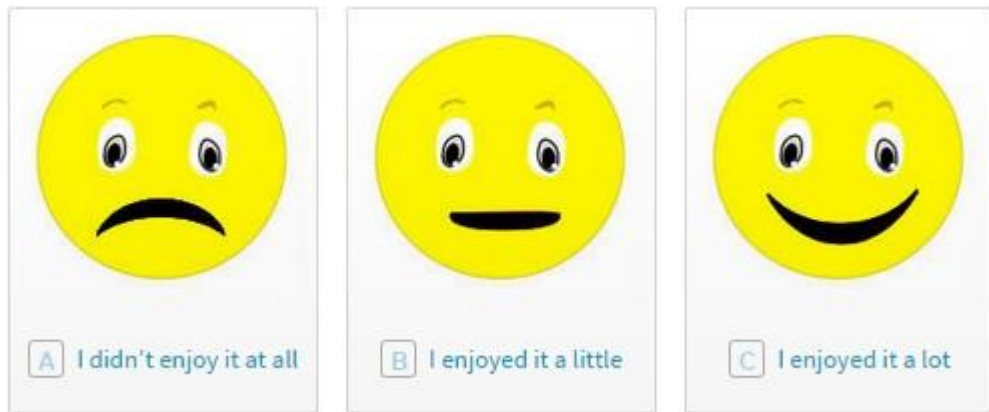 A I didn't enjoy it at all
B I enjoyed it a little
C I enjoyed it a lot